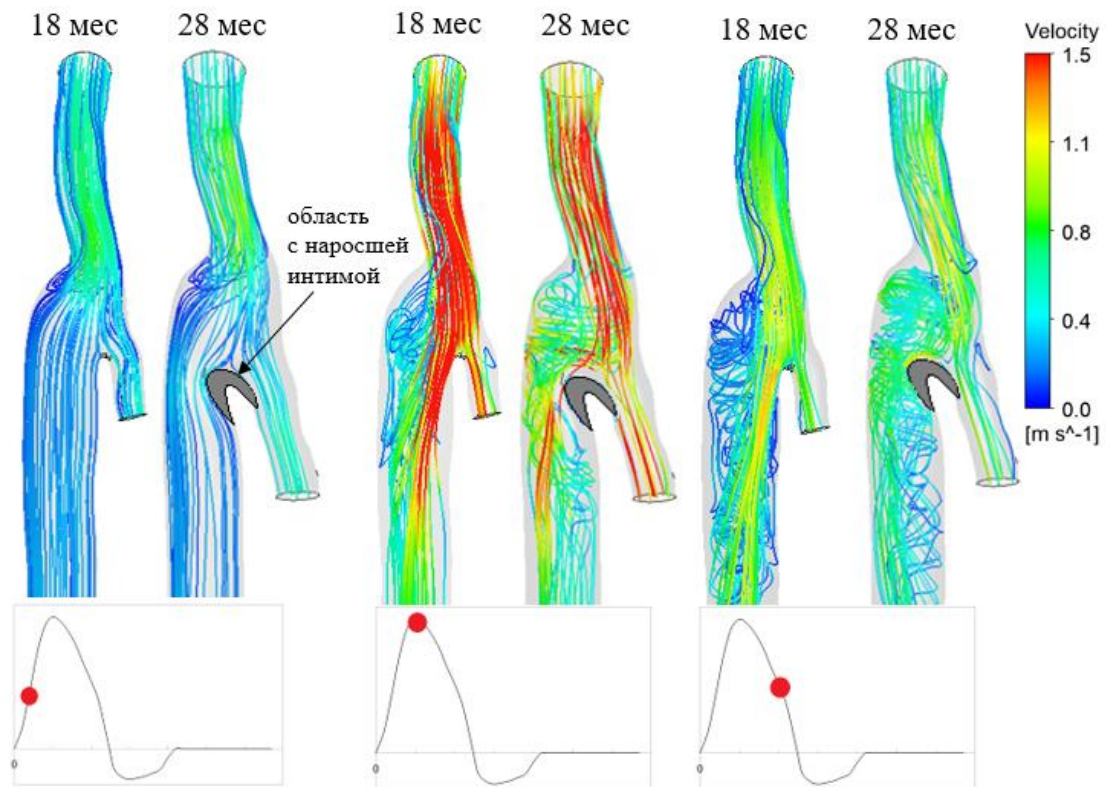 18 мес
28 мес
18 мес
28 мес
18 мес
28 мес
Velocity
1.5
1.1
0.8
0.4
0.0
[m s^-1]
область
с наросшей
интимой
0
0
0